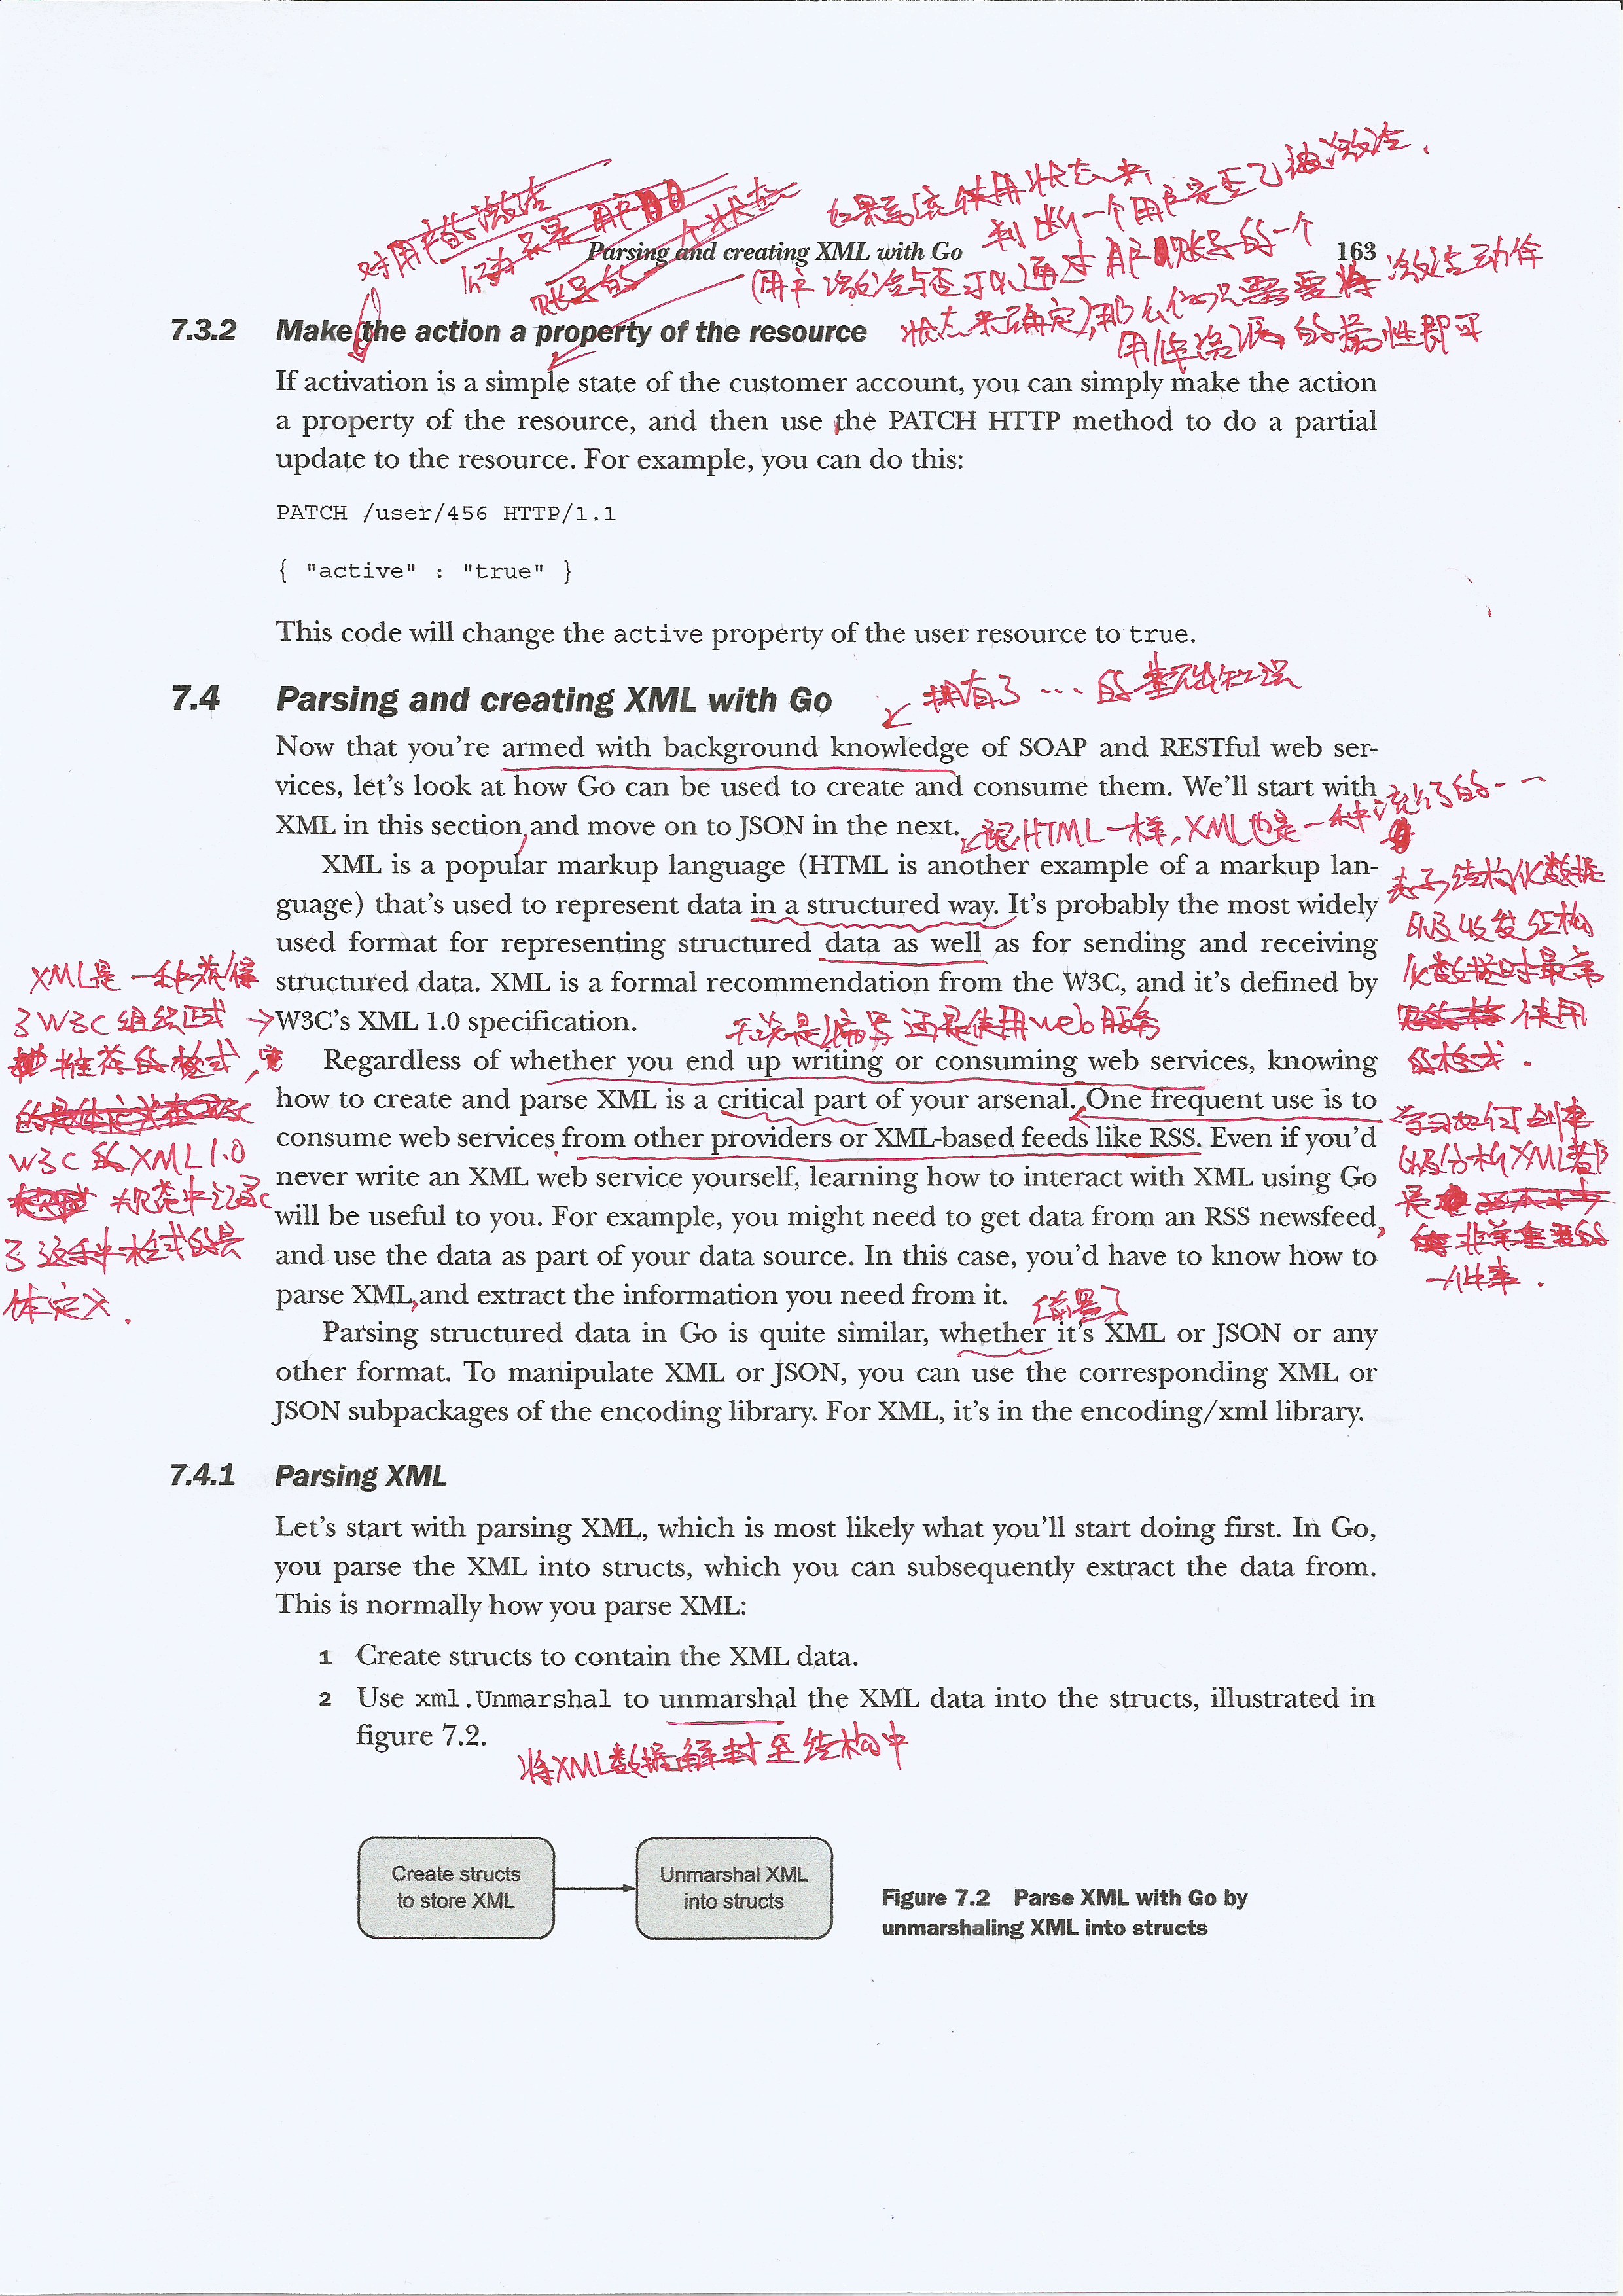 对用户的激活
行为只是用户
账号的一个状态
如果系统使用状态来
判断一个用户是否已被激活.
Parsing and creating XML with Go 163
(用户激活与否可以通过用户账号的一个
状态来确定),那么您只需要将激活动作
用作资源的属性即可
7.3.2 Make the action a property of the resource
If activation is a simple state of the customer account, you can simply make the action
a property of the resource, and then use the PATCH HTTP method to do a partial
update to the resource. For example, you can do this:
PATCH /user/456 HTTP/1.1
{ "active" : "true" }
This code will change the active property of the user resource to true.
7.4 Parsing and creating XML with Go
拥有了 ... 的基础知识
Now that you're armed with background knowledge of SOAP and RESTful web ser-
vices, let's look at how Go can be used to create and consume them. We'll start with
XML in this section and move on to JSON in the next.
跟HTML一样,XML也是一种流行的
XML is a popular markup language (HTML is another example of a markup lan-
guage) that's used to represent data in a structured way. It's probably the most widely
used format for representing structured data as well as for sending and receiving
structured data. XML is a formal recommendation from the W3C, and it's defined by
W3C's XML 1.0 specification.
表示结构化数据
以及收发结构
化数据时最常
使用
的格式.
XML是一种获得
了W3C组织正式
推荐的格式,
W3C的XML1.0
规范中记录
了这种格式的具
体定义.
无论是编写还是使用web服务
Regardless of whether you end up writing or consuming web services, knowing
how to create and parse XML is a critical part of your arsenal. One frequent use is to
consume web services from other providers or XML-based feeds like RSS. Even if you'd
never write an XML web service yourself, learning how to interact with XML using Go
will be useful to you. For example, you might need to get data from an RSS newsfeed
and use the data as part of your data source. In this case, you'd have to know how to
parse XML, and extract the information you need from it.
学习如何创建
以及分析XML都
是
非常重要的
一件事.
[前置]
Parsing structured data in Go is quite similar, whether it's XML or JSON or any
other format. To manipulate XML or JSON, you can use the corresponding XML or
JSON subpackages of the encoding library. For XML, it's in the encoding/xml library.
7.4.1 Parsing XML
Let's start with parsing XML, which is most likely what you'll start doing first. In Go,
you parse the XML into structs, which you can subsequently extract the data from.
This is normally how you parse XML:
1 Create structs to contain the XML data.
2 Use xml.Unmarshal to unmarshal the XML data into the structs, illustrated in
figure 7.2.
将XML数据解封至结构中
Create structs
to store XML
Unmarshal XML
into structs
Figure 7.2 Parse XML with Go by
unmarshaling XML into structs